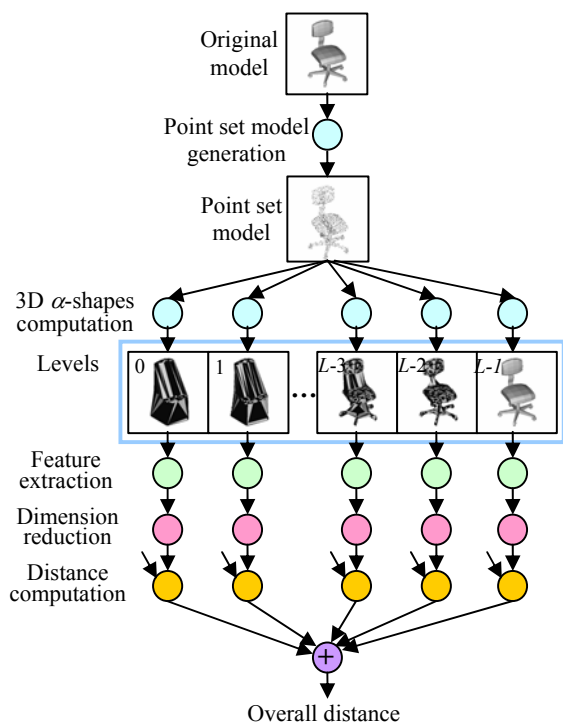 Original
model
Point set model
generation
Point set
model
3D α-shapes
computation
Levels
0
1
...
L-3
L-2
L-1
Feature
extraction
Dimension
reduction
Distance
computation
+
Overall distance